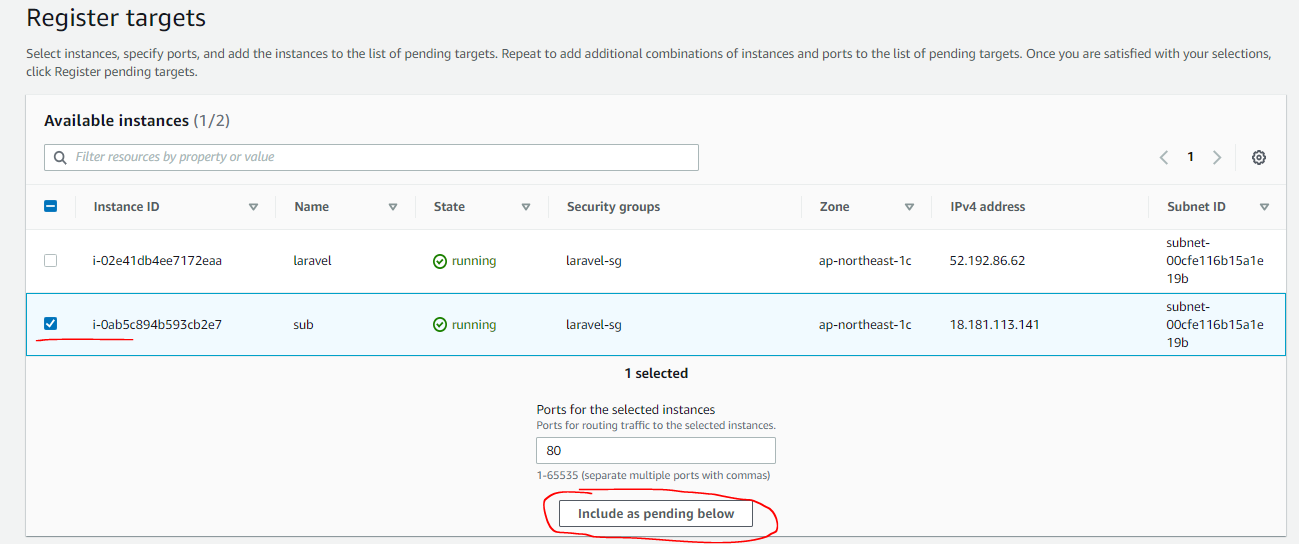 Register targets
Select instances, specify ports, and add the instances to the list of pending targets. Repeat to add additional combinations of instances and ports to the list of pending targets. Once you are satisfied with your selections,
click Register pending targets.
Available instances (1/2)
Filter resources by property or value
1
Instance ID Name State Security groups Zone IPv4 address Subnet ID
i-02e41db4ee7172eaa laravel running laravel-sg ap-northeast-1c 52.192.86.62 subnet-
00cfe116b15a1e
19b
i-0ab5c894b593cb2e7 sub running laravel-sg ap-northeast-1c 18.181.113.141 subnet-
00cfe116b15a1e
19b
1 selected
Ports for the selected instances
Ports for routing traffic to the selected instances.
80
1-65535 (separate multiple ports with commas)
Include as pending below